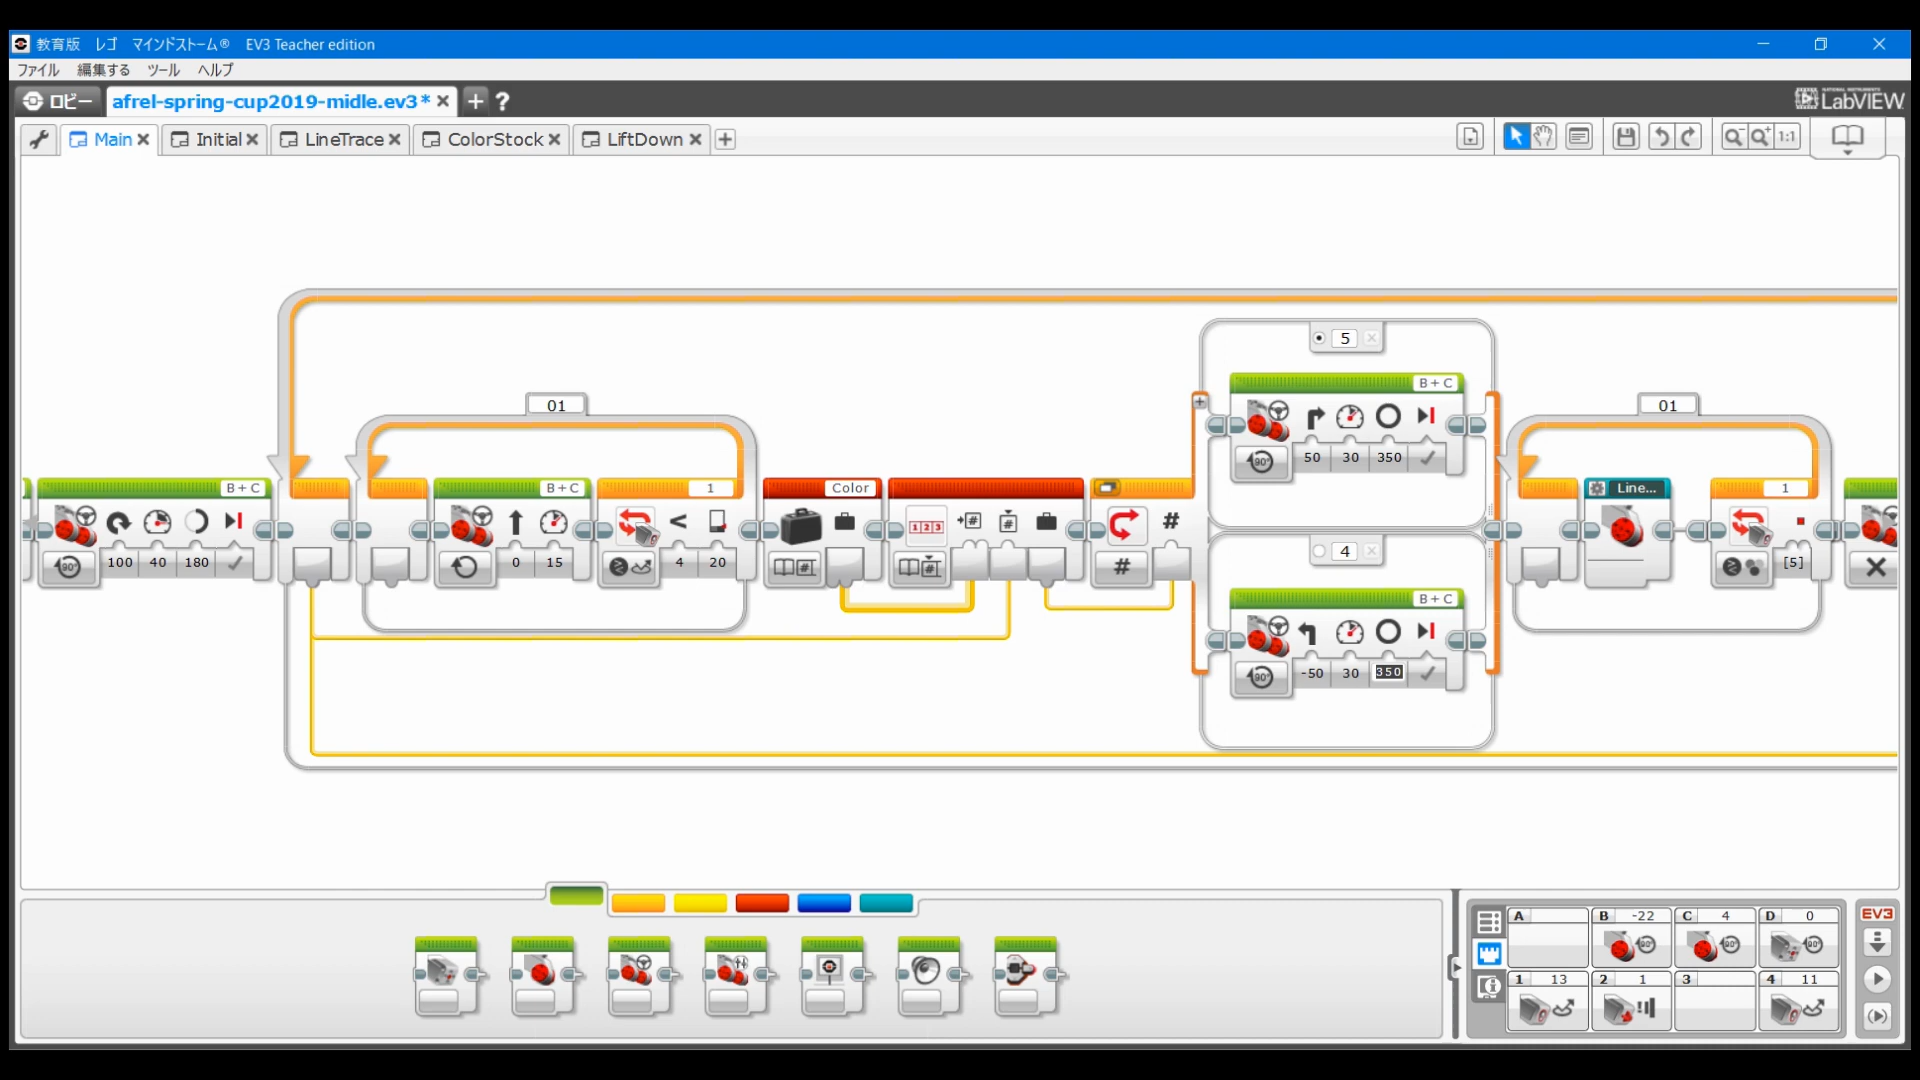 教育版 レゴ マインドストーム® EV3 Teacher edition
ファイル 編集する ツール ヘルプ
ロビー afrel-spring-cup2019-midle.ev3* + ?
NATIONAL INSTRUMENTS
LabVIEW
Main Initial LineTrace ColorStock LiftDown
1:1
5
B + C
01
01
50 30 350
B + C
B + C
1
Color
Line...
1
100 40 180
0 15
4 20
[5]
4
B + C
-50 30 350
A
B -22
C 4
D 0
EV3
1 13
2 1
3
4 11